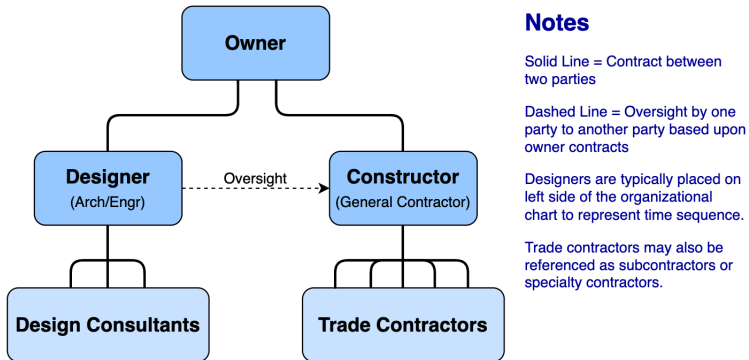 Owner
Designer
(Arch/Engr)
Oversight
Constructor
(General Contractor)
Design Consultants
Trade Contractors
Notes
Solid Line = Contract between
two parties
Dashed Line = Oversight by one
party to another party based upon
owner contracts
Designers are typically placed on
left side of the organizational
chart to represent time sequence.
Trade contractors may also be
referenced as subcontractors or
specialty contractors.